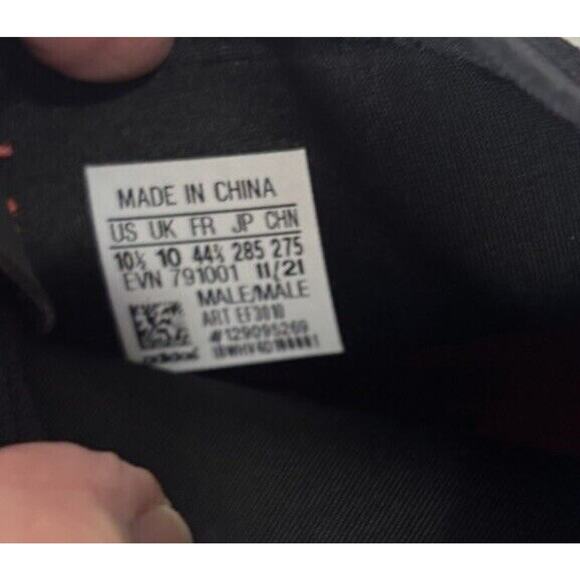 MADE IN CHINA
US UK FR JP CHN
10½ 10 44⅔ 285 275
EVN 791001 11/21
MALE/MALE
ART EF3010
#129095269
adidas